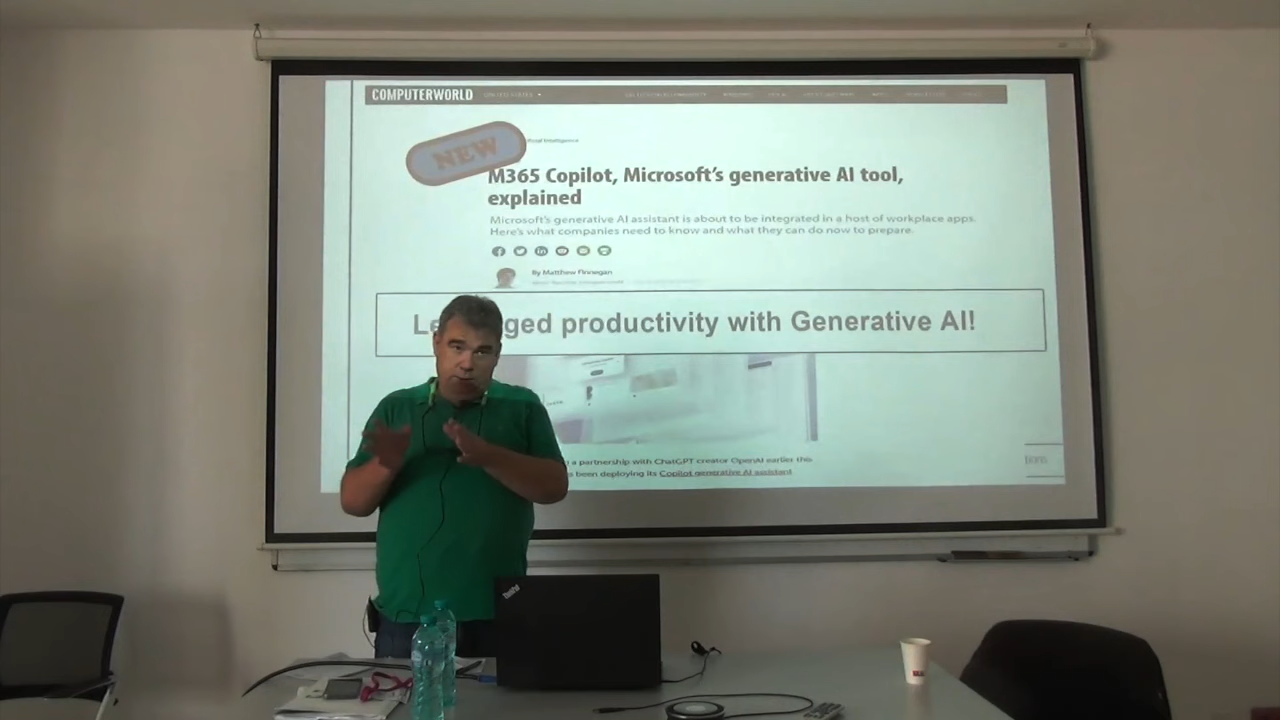 COMPUTERWORLD
NEW
M365 Copilot, Microsoft's generative AI tool,
explained
Microsoft's generative AI assistant is about to be integrated in a host of workplace apps.
Here's what companies need to know and what they can do now to prepare.
By Matthew Finnegan
productivity with Generative AI!
a partnership with ChatGPT creator OpenAI earlier this
been deploying its Copilot generative AI assistant
ThinkPad